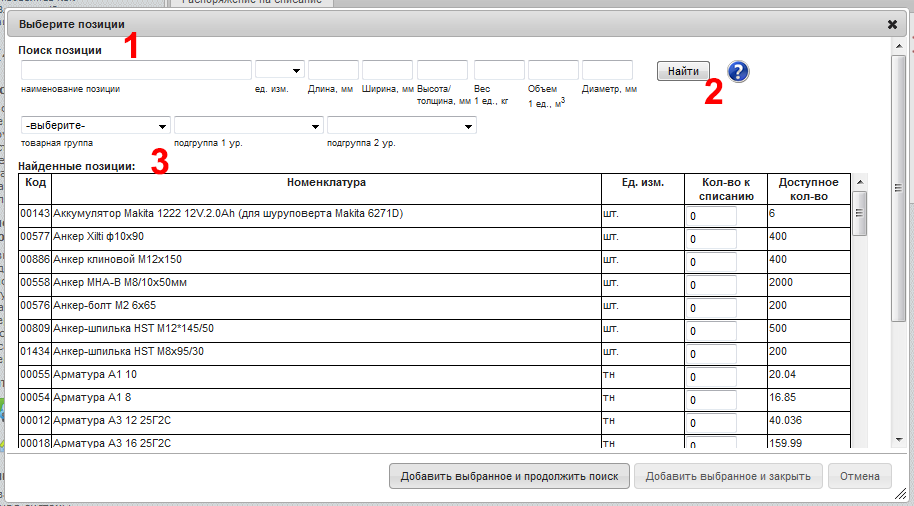 Распоряжение на списание
Выберите позиции
Поиск позиции
1
Найти
?
2
наименование позиции ед. изм. Длина, мм Ширина, мм Высота/ толщина, мм Вес 1 ед., кг Объем 1 ед., м3 Диаметр, мм
-выберите-
товарная группа подгруппа 1 ур. подгруппа 2 ур.
3
Найденные позиции:
Код Номенклатура Ед. изм. Кол-во к списанию Доступное кол-во
00143 Аккумулятор Makita 1222 12V.2.0Ah (для шуруповерта Makita 6271D) шт. 0 6
00577 Анкер Xilti ф10х90 шт. 0 400
00886 Анкер клиновой М12х150 шт. 0 400
00558 Анкер МНА-В М8/10х50мм шт. 0 2000
00576 Анкер-болт М2 6х65 шт. 0 200
00809 Анкер-шпилька HST М12*145/50 шт. 0 500
01434 Анкер-шпилька HST М8х95/30 шт. 0 200
00055 Арматура А1 10 тн 0 20.04
00054 Арматура А1 8 тн 0 16.85
00012 Арматура А3 12 25Г2С тн 0 40.036
00018 Арматура А3 16 25Г2С тн 0 159.99
Добавить выбранное и продолжить поиск Добавить выбранное и закрыть Отмена